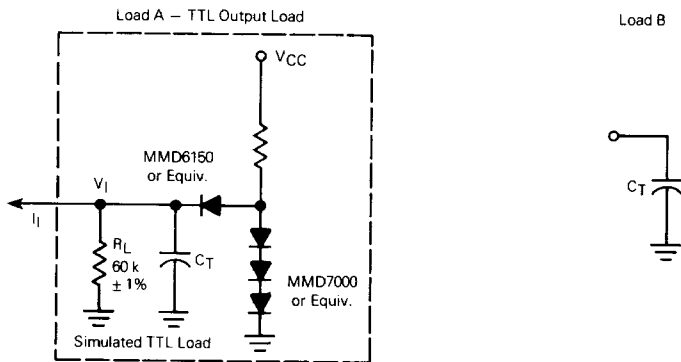 Load A — TTL Output Load
Load B
VCC
MMD6150
or Equiv.
VI
II
RL
60 k
± 1%
CT
MMD7000
or Equiv.
Simulated TTL Load
CT